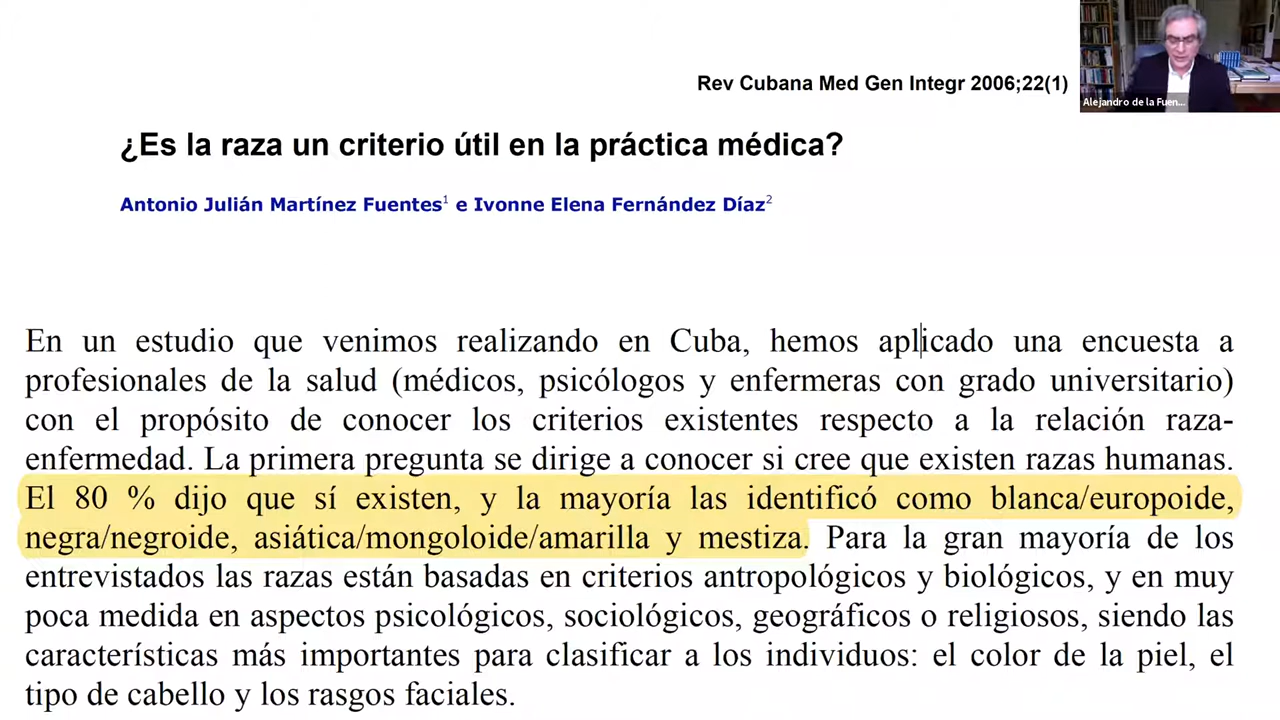 Rev Cubana Med Gen Integr 2006;22(1)
Alejandro de la Fuen...
¿Es la raza un criterio útil en la práctica médica?
Antonio Julián Martínez Fuentes1 e Ivonne Elena Fernández Díaz2
En un estudio que venimos realizando en Cuba, hemos aplicado una encuesta a
profesionales de la salud (médicos, psicólogos y enfermeras con grado universitario)
con el propósito de conocer los criterios existentes respecto a la relación raza-
enfermedad. La primera pregunta se dirige a conocer si cree que existen razas humanas.
El 80 % dijo que sí existen, y la mayoría las identificó como blanca/europoide,
negra/negroide, asiática/mongoloide/amarilla y mestiza. Para la gran mayoría de los
entrevistados las razas están basadas en criterios antropológicos y biológicos, y en muy
poca medida en aspectos psicológicos, sociológicos, geográficos o religiosos, siendo las
características más importantes para clasificar a los individuos: el color de la piel, el
tipo de cabello y los rasgos faciales.